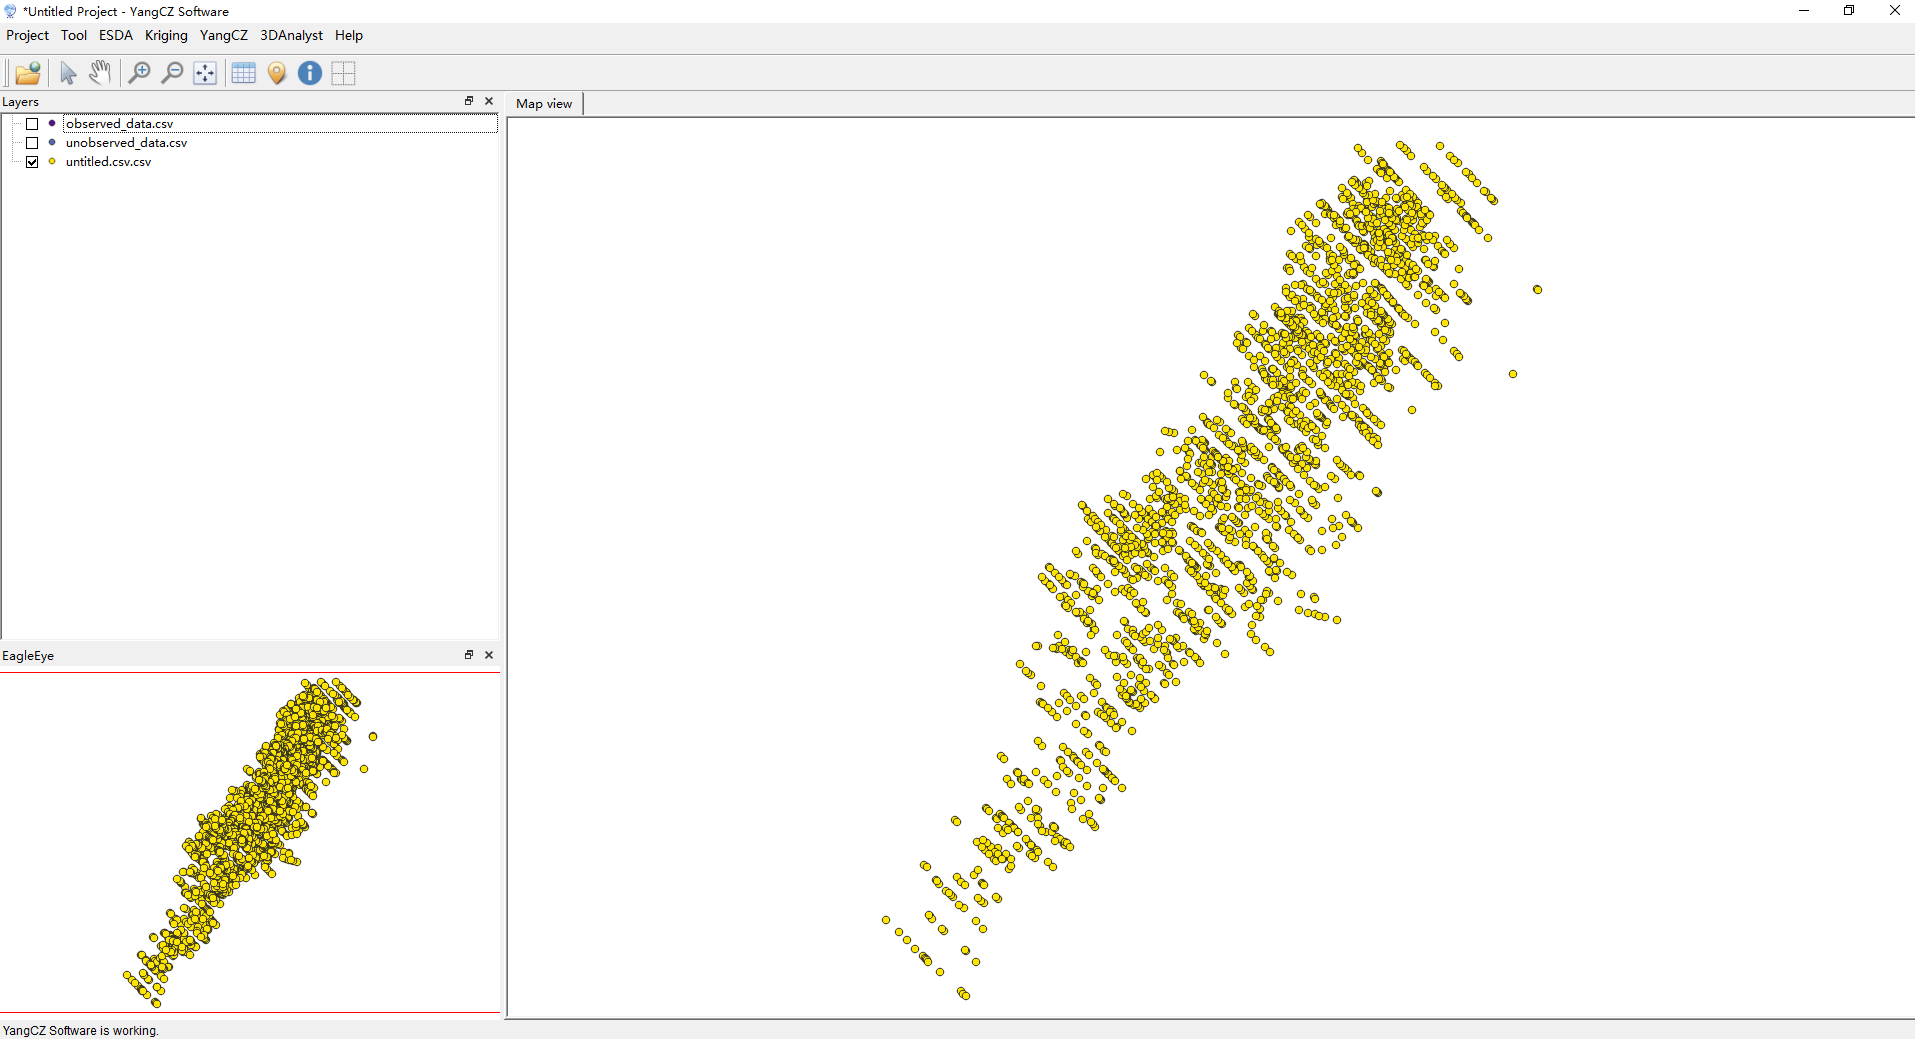 *Untitled Project - YangCZ Software
Project Tool ESDA Kriging YangCZ 3DAnalyst Help
Layers
Map view
observed_data.csv
unobserved_data.csv
untitled.csv.csv
EagleEye
YangCZ Software is working.